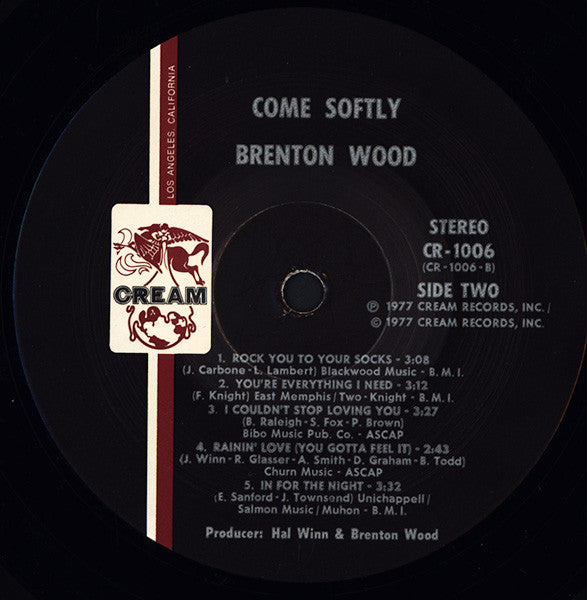 COME SOFTLY
BRENTON WOOD
LOS ANGELES, CALIFORNIA
CREAM
STEREO
CR-1006
(CR-1006-B)
SIDE TWO
℗ 1977 CREAM RECORDS, INC./
© 1977 CREAM RECORDS, INC.
1. ROCK YOU TO YOUR SOCKS - 3:08
(J. Carbone-L. Lambert) Blackwood Music - B.M.I.
2. YOU'RE EVERYTHING I NEED - 3:12
(F. Knight) East Memphis/Two-Knight - B.M.I.
3. I COULDN'T STOP LOVING YOU - 3:27
(B. Raleigh-S. Fox-P. Brown)
Bibo Music Pub. Co. - ASCAP
4. RAININ' LOVE (YOU GOTTA FEEL IT) - 2:43
(J. Winn-R. Glasser-A. Smith-D. Graham-B. Todd)
Churn Music - ASCAP
5. IN FOR THE NIGHT - 3:32
(E. Sanford-J. Townsend) Unichappell/
Salmon Music/Muhon - B.M.I.
Producer: Hal Winn & Brenton Wood